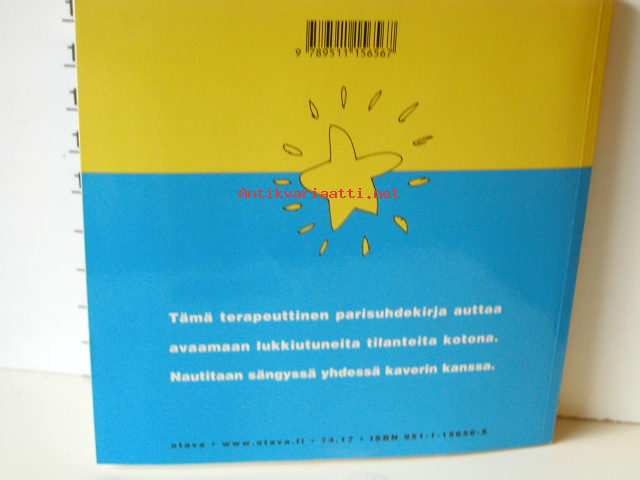 9 789511 156567
Antikvariaatti.net
Tämä terapeuttinen parisuhdekirja auttaa
avaamaan lukkiutuneita tilanteita kotona.
Nautitaan sängyssä yhdessä kaverin kanssa.
otava • www.otava.fi • 74.17 • ISBN 951-1-15656-5